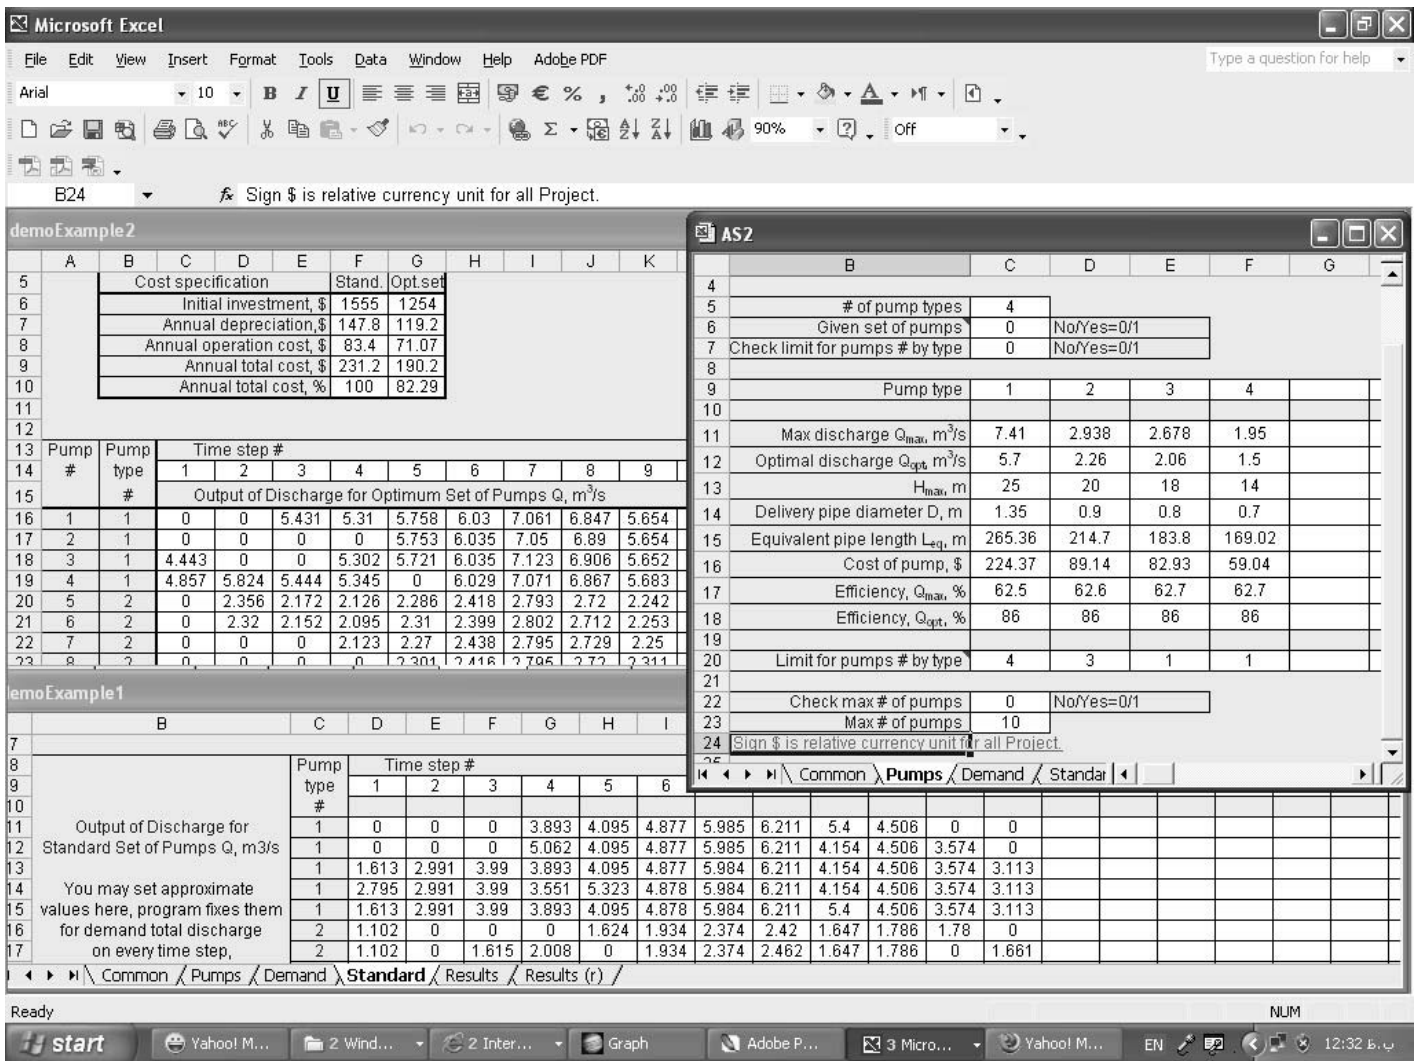 Microsoft Excel
File Edit View Insert Format Tools Data Window Help Adobe PDF Type a question for help
Arial 10 B I U € % ,
90% Off
B24 fx Sign $ is relative currency unit for all Project.
demoExample2
A B C D E F G H I J K
5 Cost specification Stand. Opt.set
6 Initial investment, $ 1555 1254
7 Annual depreciation,$ 147.8 119.2
8 Annual operation cost, $ 83.4 71.07
9 Annual total cost, $ 231.2 190.2
10 Annual total cost, % 100 82.29
11
12
13 Pump Pump Time step #
14 # type 1 2 3 4 5 6 7 8 9
15 # Output of Discharge for Optimum Set of Pumps Q, m³/s
16 1 1 0 0 5.431 5.31 5.758 6.03 7.061 6.847 5.654
17 2 1 0 0 0 0 5.753 6.035 7.05 6.89 5.654
18 3 1 4.443 0 0 5.302 5.721 6.035 7.123 6.906 5.652
19 4 1 4.857 5.824 5.444 5.345 0 6.029 7.071 6.867 5.683
20 5 2 0 2.356 2.172 2.126 2.286 2.418 2.793 2.72 2.242
21 6 2 0 2.32 2.152 2.095 2.31 2.399 2.802 2.712 2.253
22 7 2 0 0 0 2.123 2.27 2.438 2.795 2.729 2.25
23 8 2 0 0 0 0 2.301 2.416 2.795 2.72 2.311
AS2
B C D E F G
4
5 # of pump types 4
6 Given set of pumps 0 No/Yes=0/1
7 Check limit for pumps # by type 0 No/Yes=0/1
8
9 Pump type 1 2 3 4
10
11 Max discharge Qmax, m³/s 7.41 2.938 2.678 1.95
12 Optimal discharge Qopt, m³/s 5.7 2.26 2.06 1.5
13 Hmax, m 25 20 18 14
14 Delivery pipe diameter D, m 1.35 0.9 0.8 0.7
15 Equivalent pipe length Leq, m 265.36 214.7 183.8 169.02
16 Cost of pump, $ 224.37 89.14 82.93 59.04
17 Efficiency, Qmax, % 62.5 62.6 62.7 62.7
18 Efficiency, Qopt, % 86 86 86 86
19
20 Limit for pumps # by type 4 3 1 1
21
22 Check max # of pumps 0 No/Yes=0/1
23 Max # of pumps 10
24 Sign $ is relative currency unit for all Project.
25
Common Pumps Demand Standar
demoExample1
B C D E F G H I
7
8 Pump Time step #
9 type 1 2 3 4 5 6
10 #
11 Output of Discharge for 1 0 0 0 3.893 4.095 4.877 5.985 6.211 5.4 4.506 0 0
12 Standard Set of Pumps Q, m3/s 1 0 0 0 5.062 4.095 4.877 5.985 6.211 4.154 4.506 3.574 0
13 1 1.613 2.991 3.99 3.893 4.095 4.877 5.984 6.211 4.154 4.506 3.574 3.113
14 You may set approximate 1 2.795 2.991 3.99 3.551 5.323 4.878 5.984 6.211 4.154 4.506 3.574 3.113
15 values here, program fixes them 1 1.613 2.991 3.99 3.893 4.095 4.878 5.984 6.211 5.4 4.506 3.574 3.113
16 for demand total discharge 2 1.102 0 0 0 1.624 1.934 2.374 2.42 1.647 1.786 1.78 0
17 on every time step, 2 1.102 0 1.615 2.008 0 1.934 2.374 2.462 1.647 1.786 0 1.661
Common Pumps Demand Standard Results Results (r)
Ready NUM
start Yahoo! M... 2 Wind... 2 Inter... Graph Adobe P... 3 Micro... Yahoo! M... EN 12:32 ب.ظ